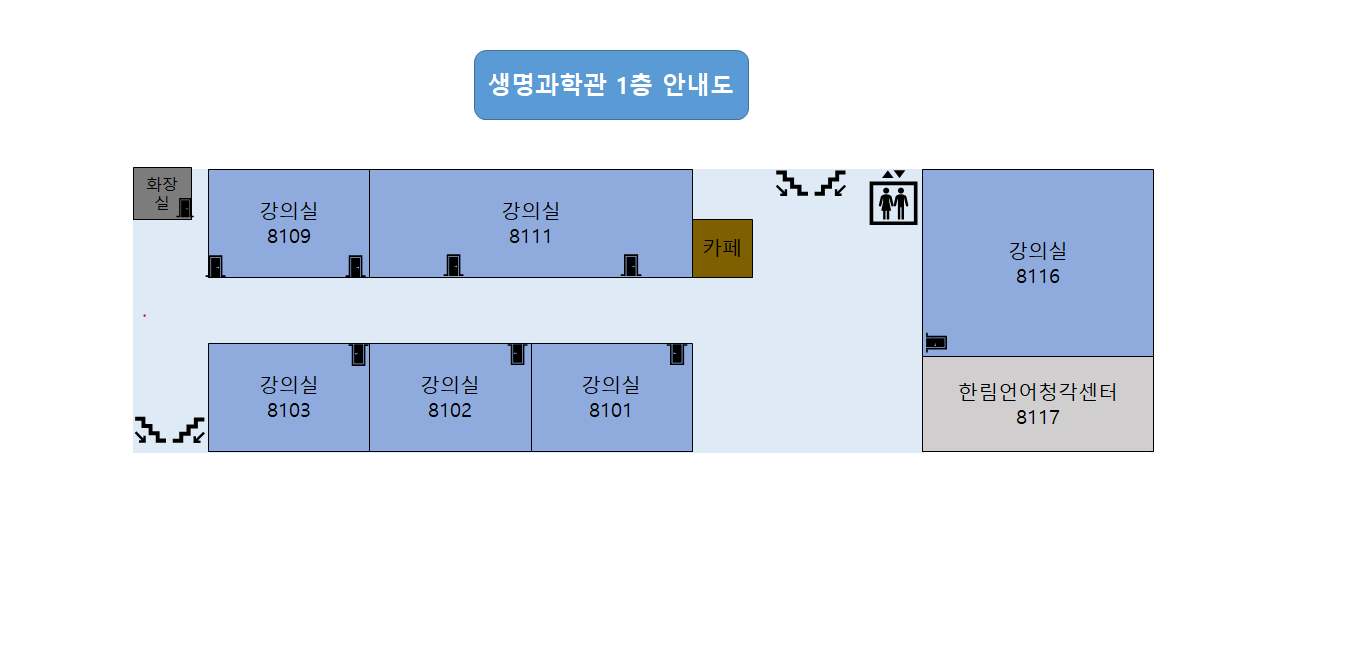 생명과학관 1층 안내도
화장
실
강의실
8109
강의실
8111
카페
강의실
8116
강의실
8103
강의실
8102
강의실
8101
한림언어청각센터
8117